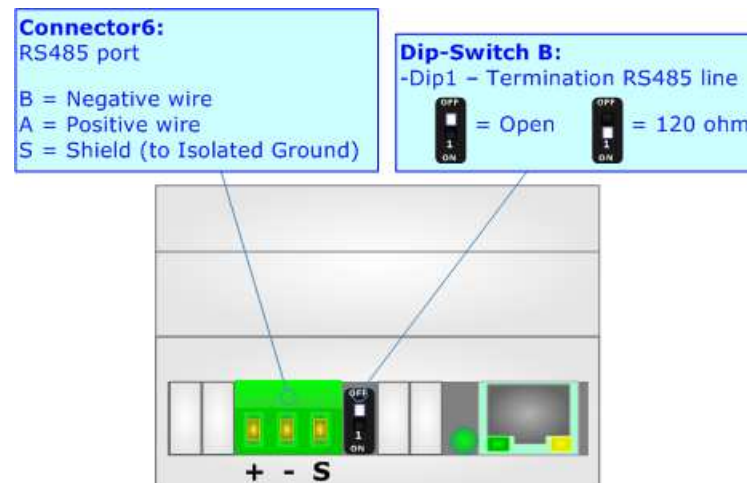 Connector6:
RS485 port
B = Negative wire
A = Positive wire
S = Shield (to Isolated Ground)
Dip-Switch B:
-Dip1 – Termination RS485 line
OFF
1
ON
= Open
OFF
1
ON
= 120 ohm
OFF
1
ON
+ - S